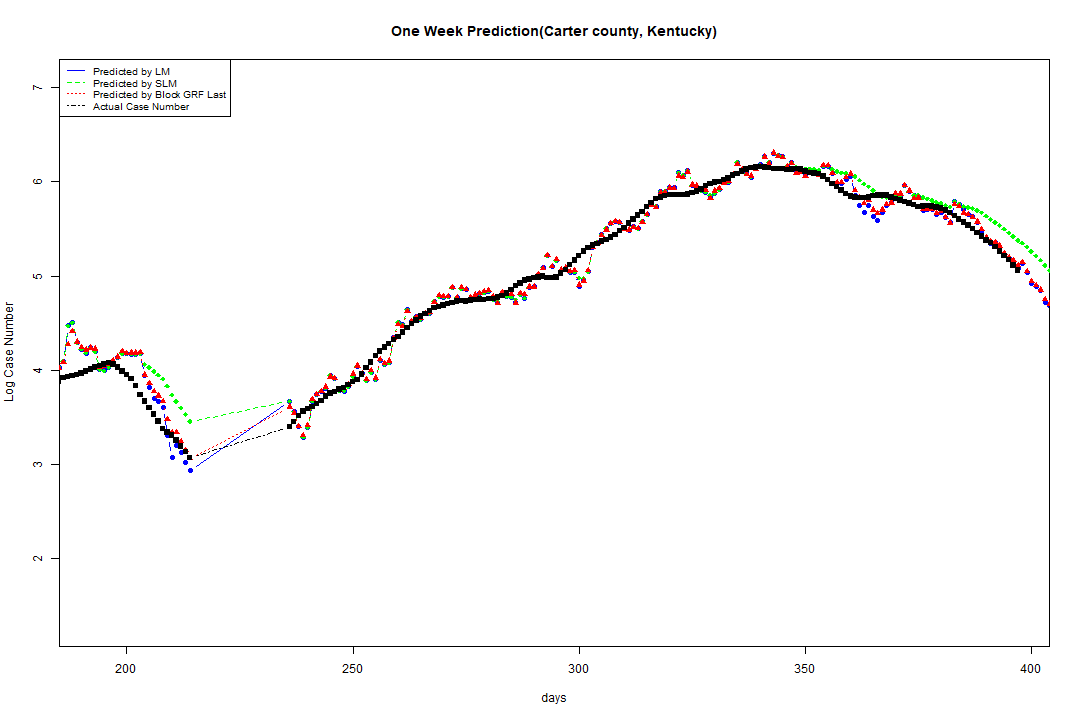 One Week Prediction(Carter county, Kentucky)
Predicted by LM
Predicted by SLM
Predicted by Block GRF Last
Actual Case Number
7
6
5
4
3
2
Log Case Number
200 250 300 350 400
days